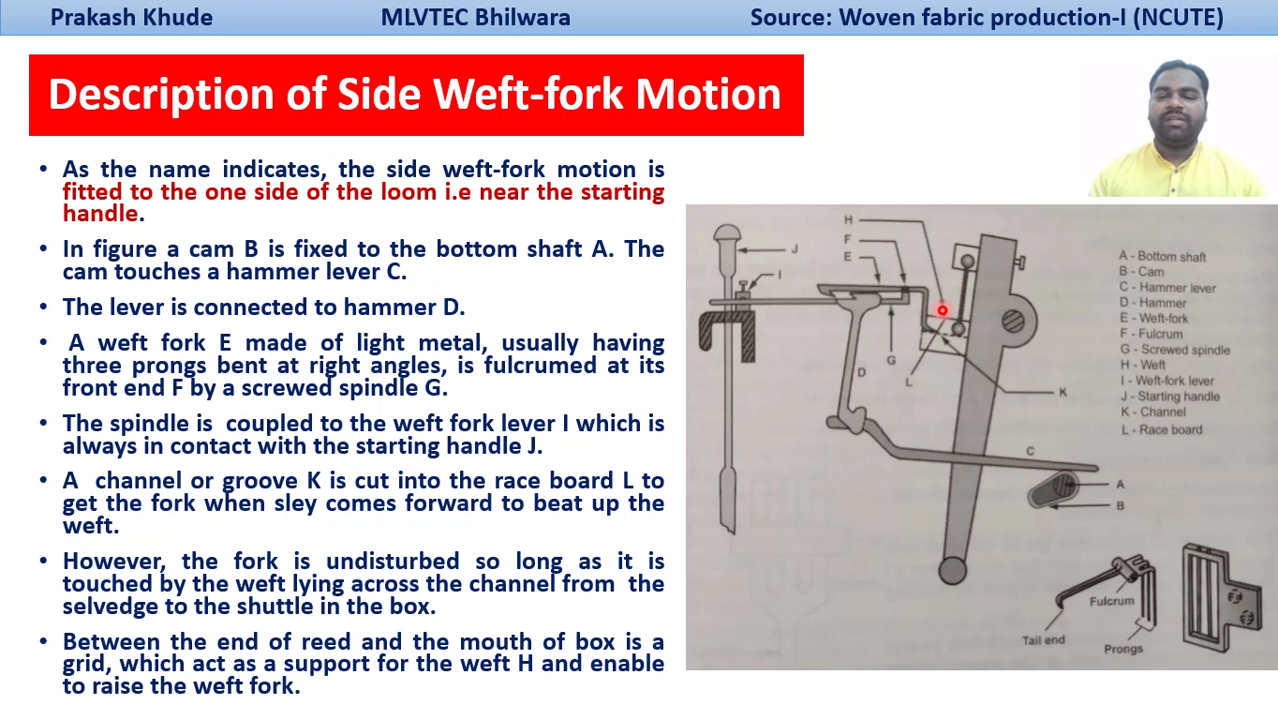 Prakash Khude MLVTEC Bhilwara Source: Woven fabric production-I (NCUTE)
Description of Side Weft-fork Motion
• As the name indicates, the side weft-fork motion is
fitted to the one side of the loom i.e near the starting
handle.
• In figure a cam B is fixed to the bottom shaft A. The
cam touches a hammer lever C.
• The lever is connected to hammer D.
• A weft fork E made of light metal, usually having
three prongs bent at right angles, is fulcrumed at its
front end F by a screwed spindle G.
• The spindle is coupled to the weft fork lever I which is
always in contact with the starting handle J.
• A channel or groove K is cut into the race board L to
get the fork when sley comes forward to beat up the
weft.
• However, the fork is undisturbed so long as it is
touched by the weft lying across the channel from the
selvedge to the shuttle in the box.
• Between the end of reed and the mouth of box is a
grid, which act as a support for the weft H and enable
to raise the weft fork.
H
F
E
J
I
G
D
L
K
C
A
B
A - Bottom shaft
B - Cam
C - Hammer lever
D - Hammer
E - Weft-fork
F - Fulcrum
G - Screwed spindle
H - Weft
I - Weft-fork lever
J - Starting handle
K - Channel
L - Race board
Fulcrum
Tail end
Prongs